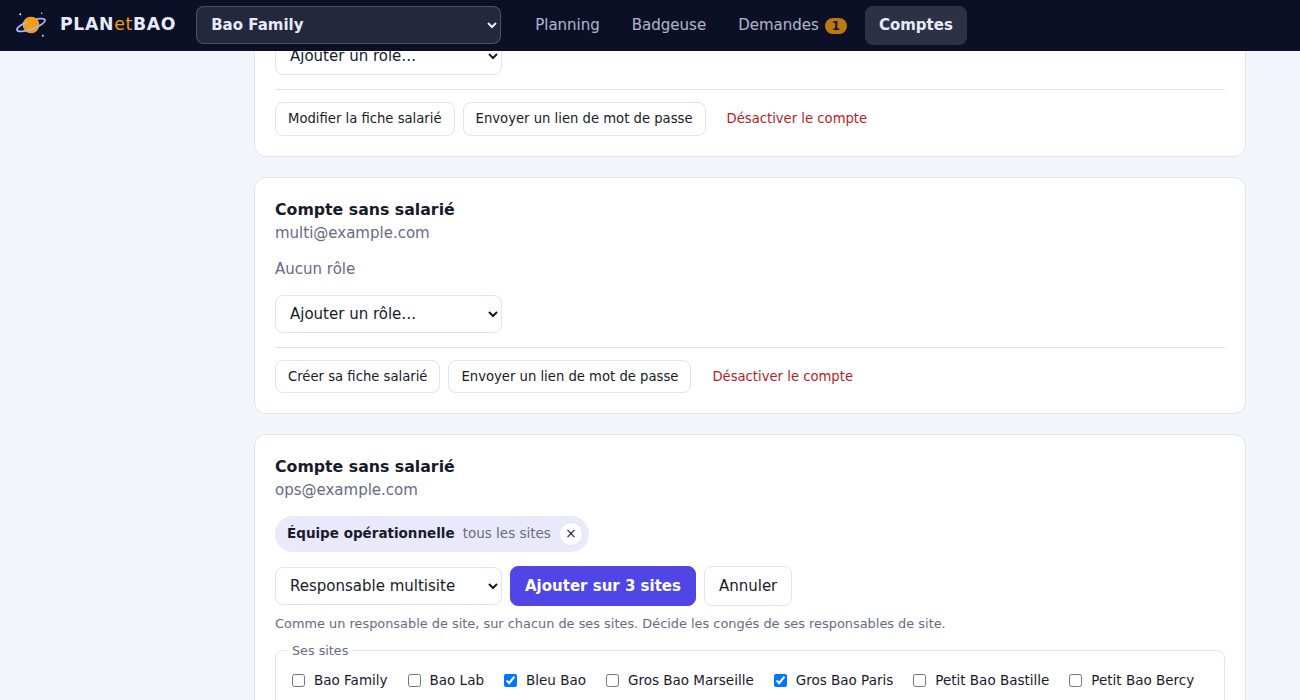 PLANetBAO Bao Family Planning Badgeuse Demandes 1 Comptes
Ajouter un rôle…
Modifier la fiche salarié Envoyer un lien de mot de passe Désactiver le compte
Compte sans salarié
multi@example.com
Aucun rôle
Ajouter un rôle…
Créer sa fiche salarié Envoyer un lien de mot de passe Désactiver le compte
Compte sans salarié
ops@example.com
Équipe opérationnelle tous les sites ×
Responsable multisite Ajouter sur 3 sites Annuler
Comme un responsable de site, sur chacun de ses sites. Décide les congés de ses responsables de site.
Ses sites
Bao Family Bao Lab Bleu Bao Gros Bao Marseille Gros Bao Paris Petit Bao Bastille Petit Bao Bercy